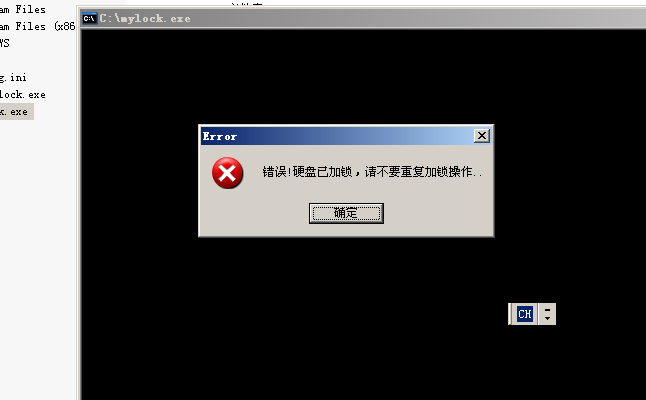 am Files
am Files (x86
WS
g.ini
lock.exe
k.exe
C:\mylock.exe
Error
错误!硬盘已加锁，请不要重复加锁操作..
确定
CH